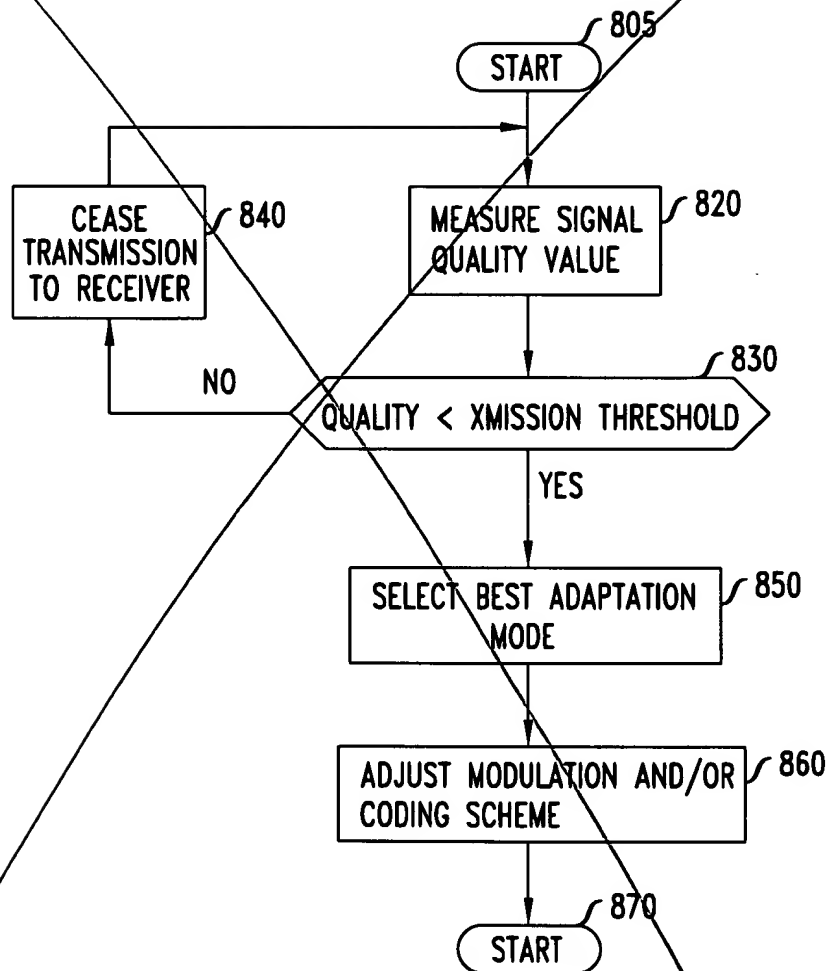 805
START
CEASE
TRANSMISSION
TO RECEIVER
840
MEASURE SIGNAL
QUALITY VALUE
820
NO
830
QUALITY < XMISSION THRESHOLD
YES
SELECT BEST ADAPTATION
MODE
850
ADJUST MODULATION AND/OR
CODING SCHEME
860
870
START